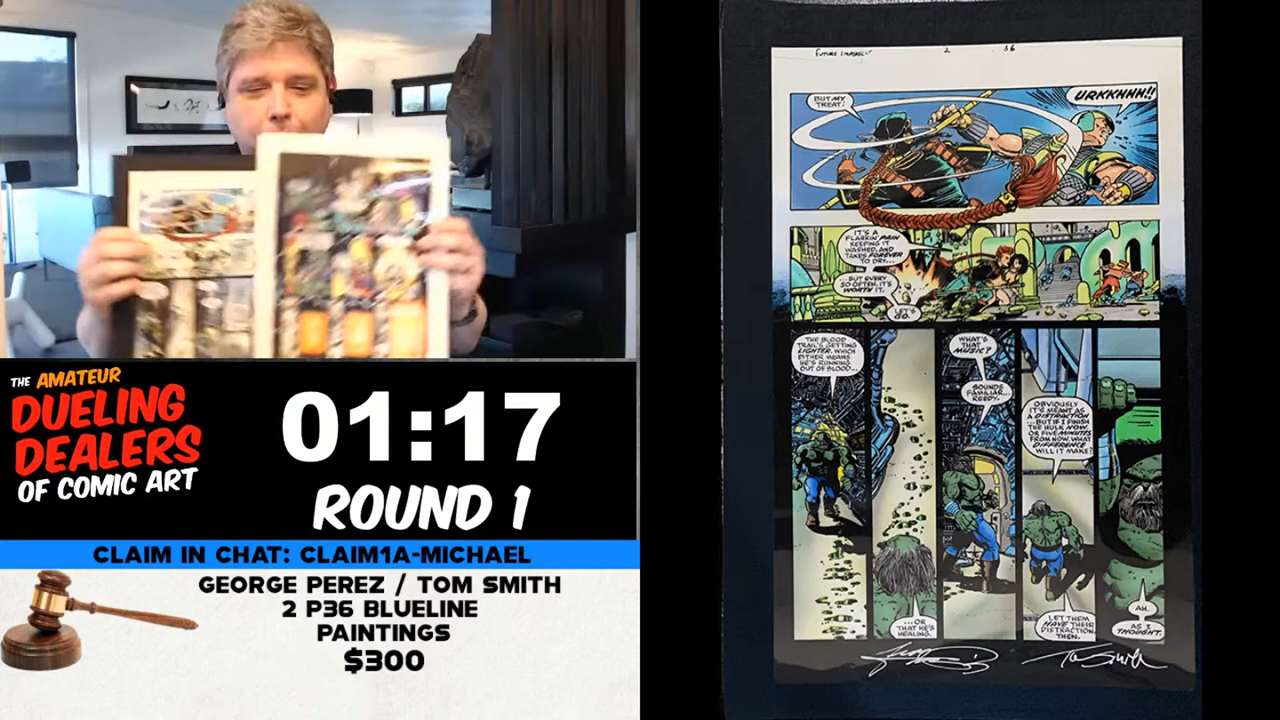 THE AMATEUR
DUELING
DEALERS
OF COMIC ART
01:17
ROUND 1
CLAIM IN CHAT: CLAIM1A-MICHAEL
GEORGE PEREZ / TOM SMITH
2 P36 BLUELINE
PAINTINGS
$300
2
36
BUT MY
TREAT!
URKKHHH!!
IT'S A
FLARKIN' PAIN
KEEPING IT
WASHED, AND
TAKES FOREVER
TO DRY...
BUT EVERY
SO OFTEN, IT'S
WORTH IT.
LET'S
GO!
THE BLOOD
TRAIL'S GETTING
LIGHTER. WHICH
EITHER MEANS
HE'S RUNNING
OUT OF BLOOD...
...OR
THAT HE'S
HEALING.
WHAT'S
THAT
MUSIC?
SOUNDS
FAMILIAR...
REEDY.
OBVIOUSLY
IT'S MEANT AS
A DISTRACTION
...BUT IF I FINISH
THE HULK NOW,
OR FIVE MINUTES
FROM NOW, WHAT
DIFFERENCE
WILL IT MAKE?
LET THEM
HAVE THEIR
DISTRACTION,
THEN.
AH.
AS I
THOUGHT.
Tom Smith